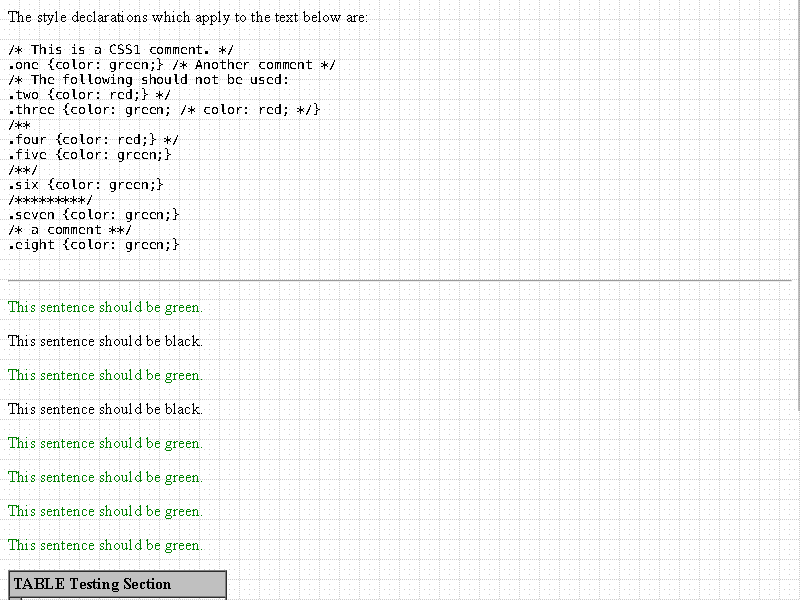 The style declarations which apply to the text below are:
/* This is a CSS1 comment. */
.one {color: green;} /* Another comment */
/* The following should not be used:
.two {color: red;} */
.three {color: green; /* color: red; */}
/**
.four {color: red;} */
.five {color: green;}
/**/
.six {color: green;}
/*********/
.seven {color: green;}
/* a comment **/
.eight {color: green;}
This sentence should be green.
This sentence should be black.
This sentence should be green.
This sentence should be black.
This sentence should be green.
This sentence should be green.
This sentence should be green.
This sentence should be green.
TABLE Testing Section